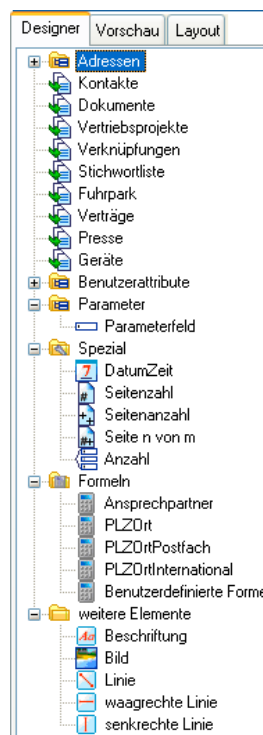 Designer Vorschau Layout
Adressen
Kontakte
Dokumente
Vertriebsprojekte
Verknüpfungen
Stichwortliste
Fuhrpark
Verträge
Presse
Geräte
Benutzerattribute
Parameter
Parameterfeld
Spezial
DatumZeit
Seitenzahl
Seitenanzahl
Seite n von m
Anzahl
Formeln
Ansprechpartner
PLZOrt
PLZOrtPostfach
PLZOrtInternational
Benutzerdefinierte Forme
weitere Elemente
Beschriftung
Bild
Linie
waagrechte Linie
senkrechte Linie